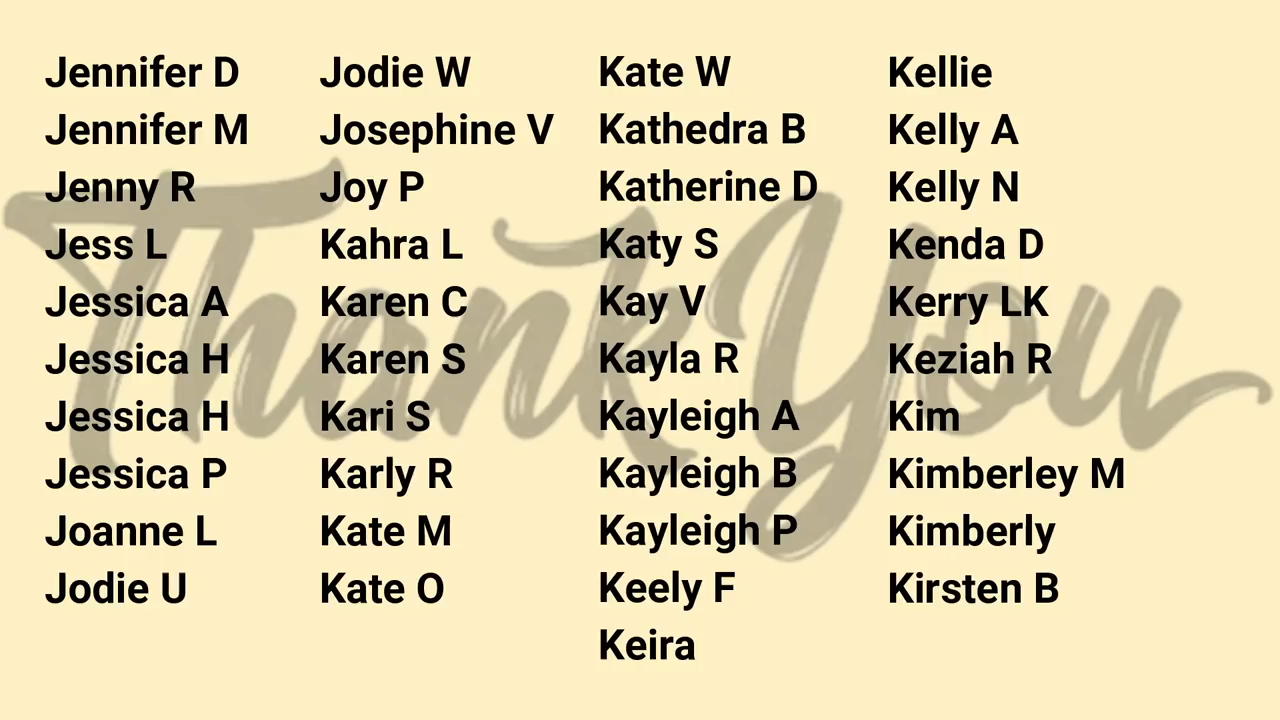 Thank You
Jennifer D
Jennifer M
Jenny R
Jess L
Jessica A
Jessica H
Jessica H
Jessica P
Joanne L
Jodie U
Jodie W
Josephine V
Joy P
Kahra L
Karen C
Karen S
Kari S
Karly R
Kate M
Kate O
Kate W
Kathedra B
Katherine D
Katy S
Kay V
Kayla R
Kayleigh A
Kayleigh B
Kayleigh P
Keely F
Keira
Kellie
Kelly A
Kelly N
Kenda D
Kerry LK
Keziah R
Kim
Kimberley M
Kimberly
Kirsten B